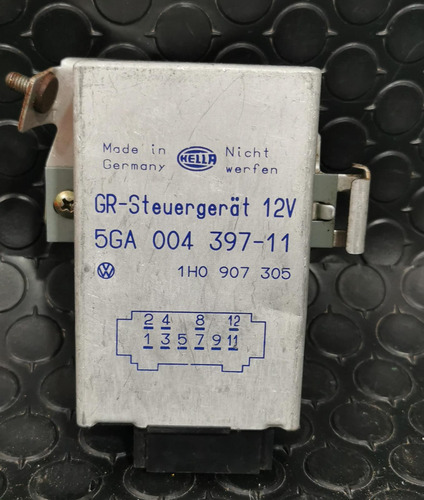 Made in HELLA Nicht
Germany werfen
GR-Steuergerät 12V
5GA 004 397-11
VW 1H0 907 305
2 4 8 12
1 3 5 7 9 11